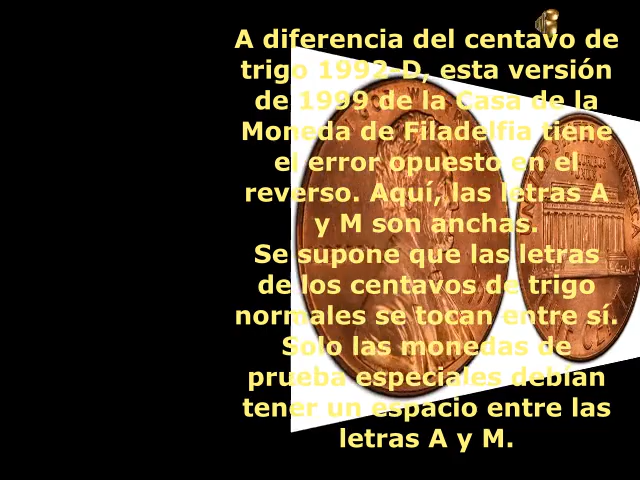 A diferencia del centavo de
trigo 1992-D, esta versión
de 1999 de la Casa de la
Moneda de Filadelfia tiene
el error opuesto en el
reverso. Aquí, las letras A
y M son anchas.
Se supone que las letras
de los centavos de trigo
normales se tocan entre sí.
Solo las monedas de
prueba especiales debían
tener un espacio entre las
letras A y M.